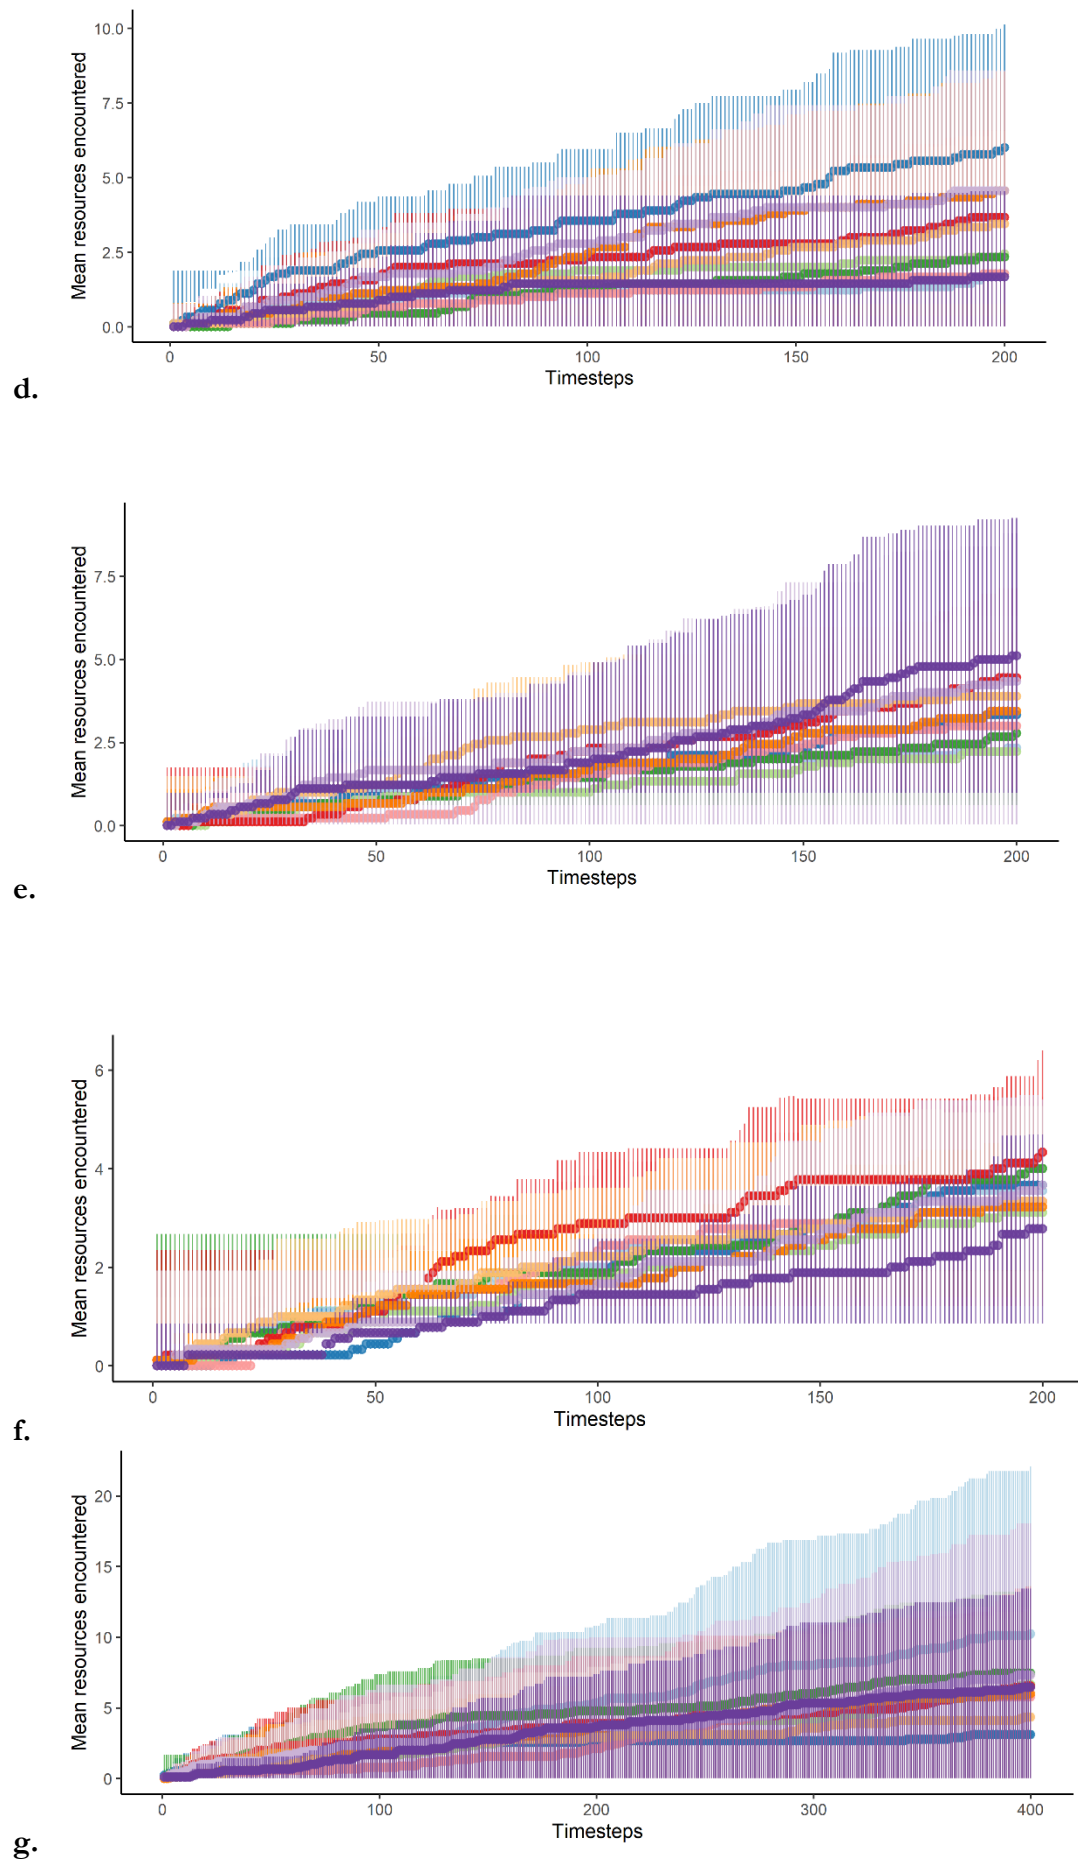 10.0
7.5
5.0
2.5
0.0
Mean resources encountered
0 50 100 150 200
Timesteps
d.
7.5
5.0
2.5
0.0
Mean resources encountered
0 50 100 150 200
Timesteps
e.
6
4
2
0
Mean resources encountered
0 50 100 150 200
Timesteps
f.
20
15
10
5
0
Mean resources encountered
0 100 200 300 400
Timesteps
g.